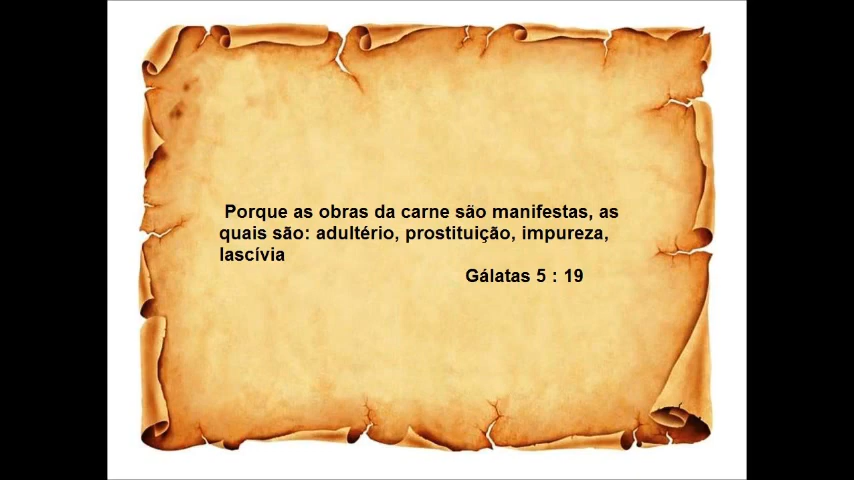 Porque as obras da carne são manifestas, as
quais são: adultério, prostituição, impureza,
lascívia
Gálatas 5 : 19